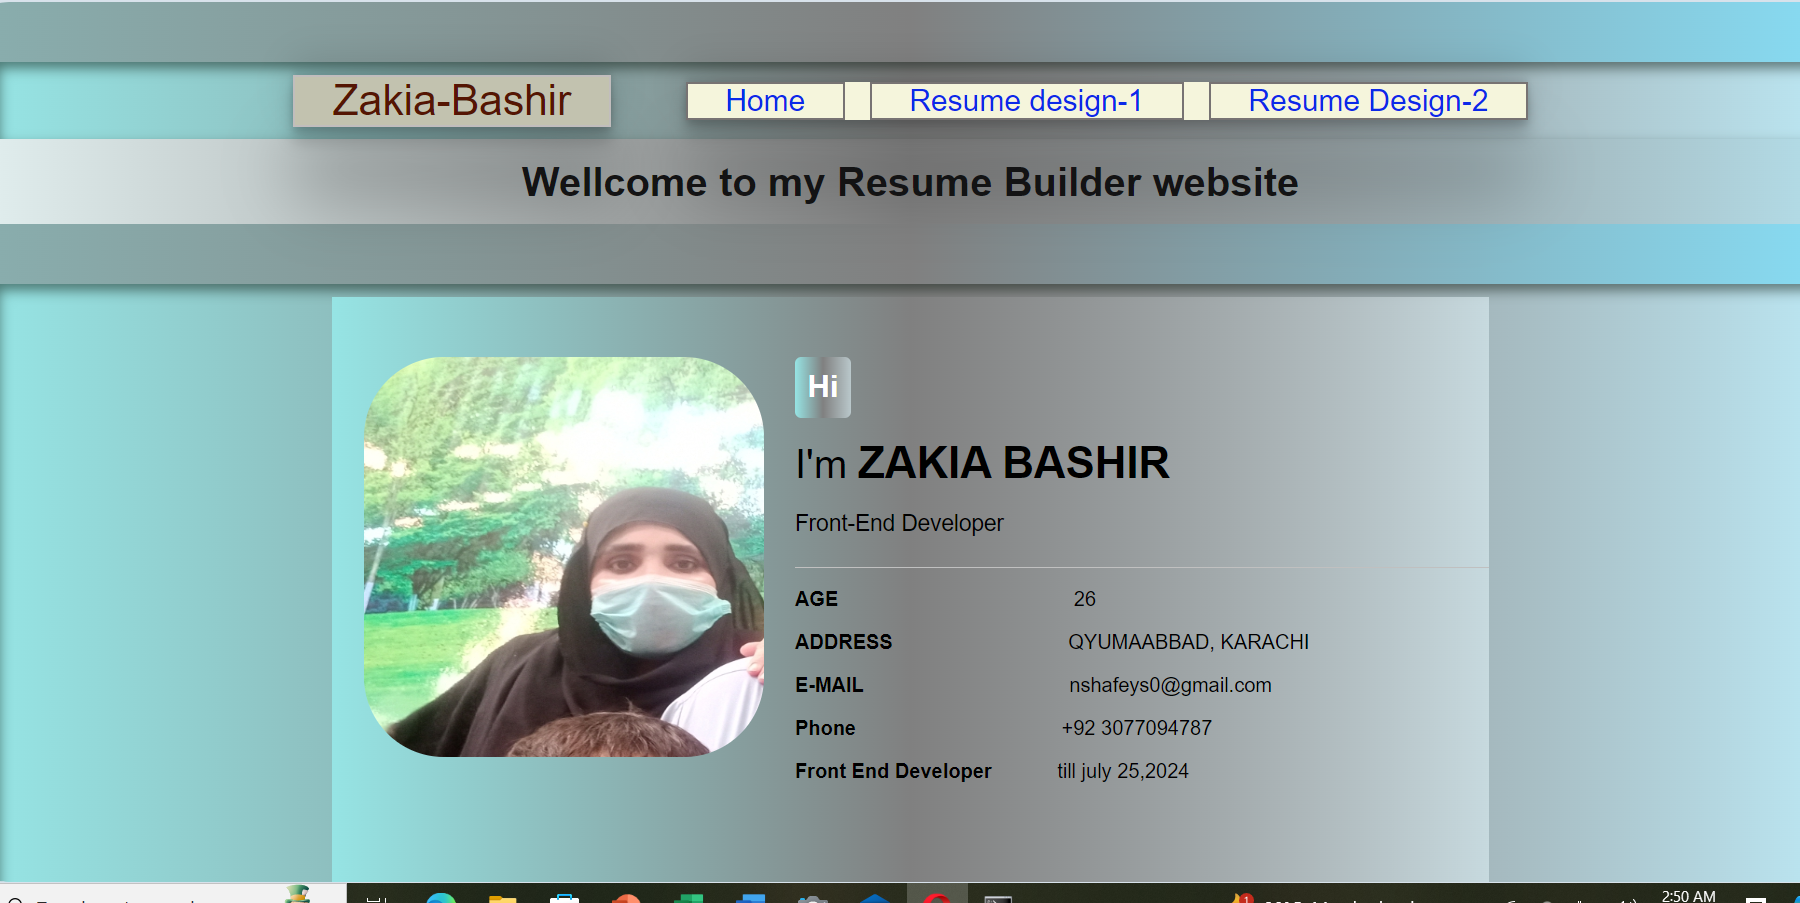 Zakia-Bashir
Home
Resume design-1
Resume Design-2
Wellcome to my Resume Builder website
Hi
I'm ZAKIA BASHIR
Front-End Developer
AGE 26
ADDRESS QYUMAABBAD, KARACHI
E-MAIL nshafeys0@gmail.com
Phone +92 3077094787
Front End Developer till july 25,2024
1
2:50 AM